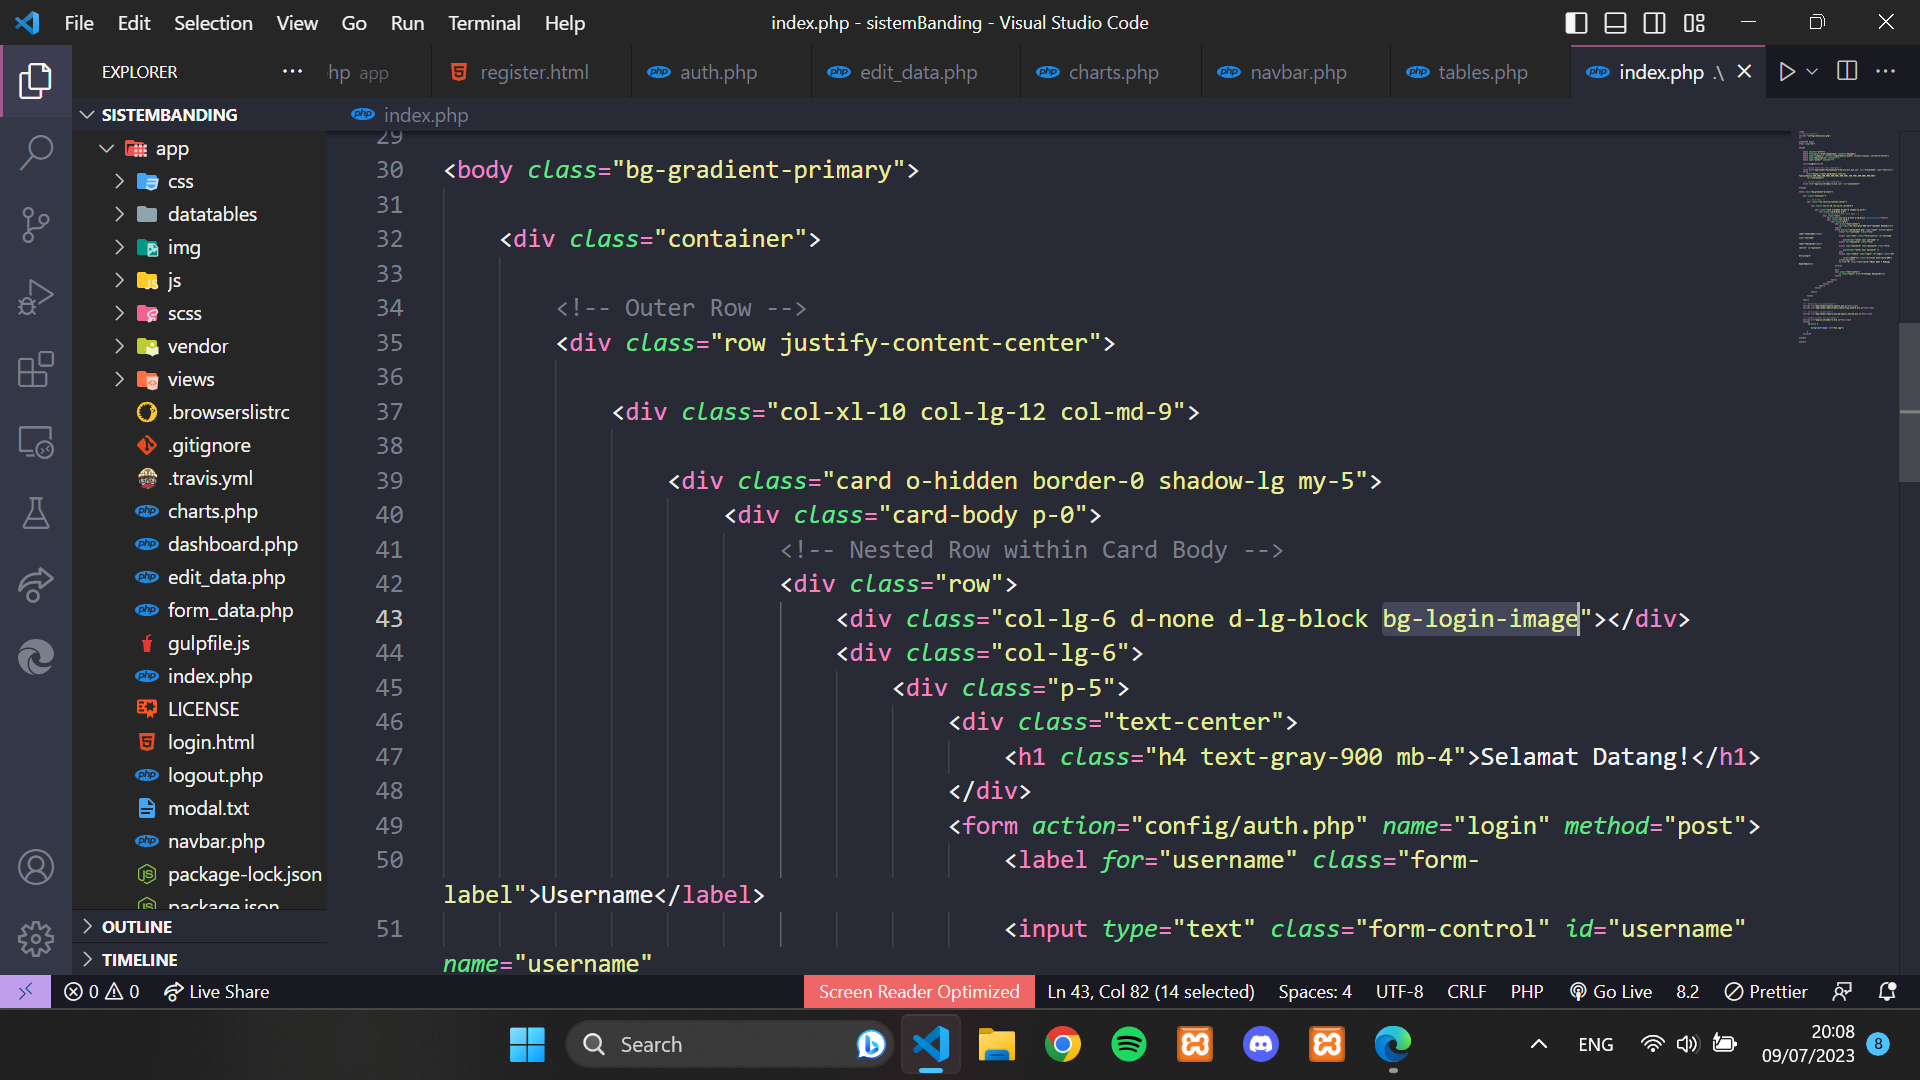 File Edit Selection View Go Run Terminal Help
index.php - sistemBanding - Visual Studio Code
EXPLORER
hp app
register.html
auth.php
edit_data.php
charts.php
navbar.php
tables.php
index.php .\
SISTEMBANDING
index.php
app
css
datatables
img
js
scss
vendor
views
.browserslistrc
.gitignore
.travis.yml
charts.php
dashboard.php
edit_data.php
form_data.php
gulpfile.js
index.php
LICENSE
login.html
logout.php
modal.txt
navbar.php
package-lock.json
package.json
OUTLINE
TIMELINE
29
30 <body class="bg-gradient-primary">
31
32 <div class="container">
33
34 <!-- Outer Row -->
35 <div class="row justify-content-center">
36
37 <div class="col-xl-10 col-lg-12 col-md-9">
38
39 <div class="card o-hidden border-0 shadow-lg my-5">
40 <div class="card-body p-0">
41 <!-- Nested Row within Card Body -->
42 <div class="row">
43 <div class="col-lg-6 d-none d-lg-block bg-login-image"></div>
44 <div class="col-lg-6">
45 <div class="p-5">
46 <div class="text-center">
47 <h1 class="h4 text-gray-900 mb-4">Selamat Datang!</h1>
48 </div>
49 <form action="config/auth.php" name="login" method="post">
50 <label for="username" class="form-
label">Username</label>
51 <input type="text" class="form-control" id="username"
name="username"
0 0 Live Share
Screen Reader Optimized
Ln 43, Col 82 (14 selected)
Spaces: 4
UTF-8
CRLF
PHP
Go Live
8.2
Prettier
Search
ENG
20:08
09/07/2023
8